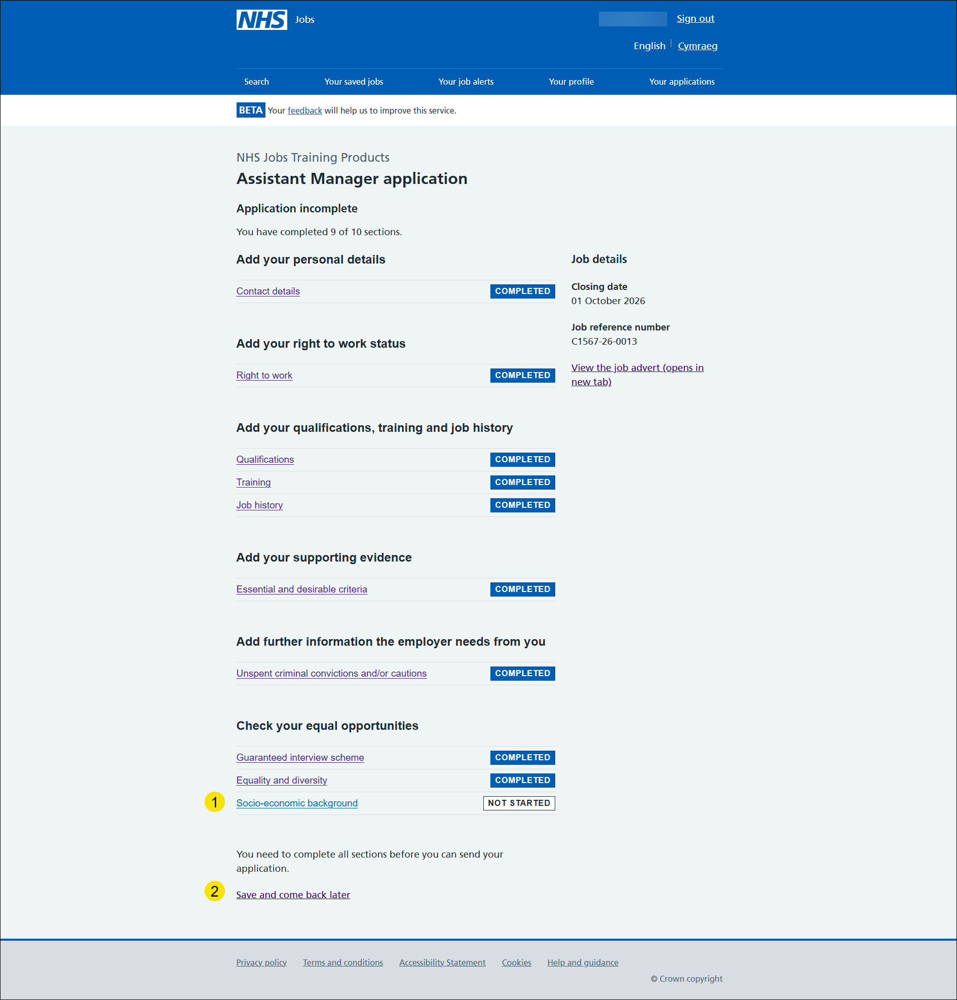 NHS Jobs
Sign out
English Cymraeg
Search Your saved jobs Your job alerts Your profile Your applications
BETA Your feedback will help us to improve this service.
NHS Jobs Training Products
Assistant Manager application
Application incomplete
You have completed 9 of 10 sections.
Add your personal details
Contact details COMPLETED
Add your right to work status
Right to work COMPLETED
Add your qualifications, training and job history
Qualifications COMPLETED
Training COMPLETED
Job history COMPLETED
Add your supporting evidence
Essential and desirable criteria COMPLETED
Add further information the employer needs from you
Unspent criminal convictions and/or cautions COMPLETED
Check your equal opportunities
Guaranteed interview scheme COMPLETED
Equality and diversity COMPLETED
1 Socio-economic background NOT STARTED
You need to complete all sections before you can send your
application.
2 Save and come back later
Job details
Closing date
01 October 2026
Job reference number
C1567-26-0013
View the job advert (opens in
new tab)
Privacy policy Terms and conditions Accessibility Statement Cookies Help and guidance
© Crown copyright